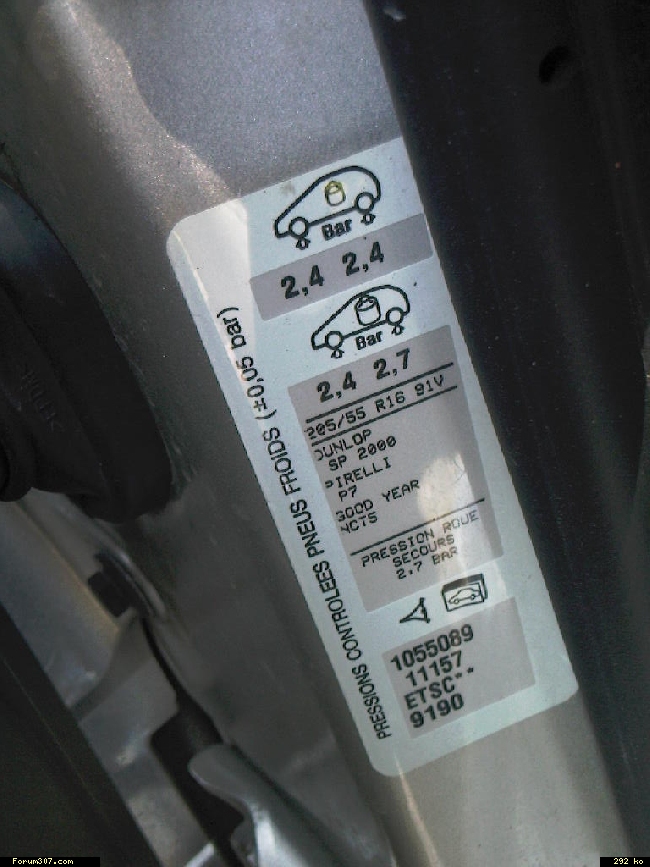 Bar
2,4 2,4
Bar
2,4 2,7
205/55 R16 91V
DUNLOP
SP 2000
PIRELLI
P7
GOOD YEAR
NCT5
PRESSION ROUE
SECOURS
2.7 BAR
PRESSIONS CONTROLEES PNEUS FROIDS (±0,05 bar)
1055089
11157
ETSC**
9190
Forum307.com
292 ko